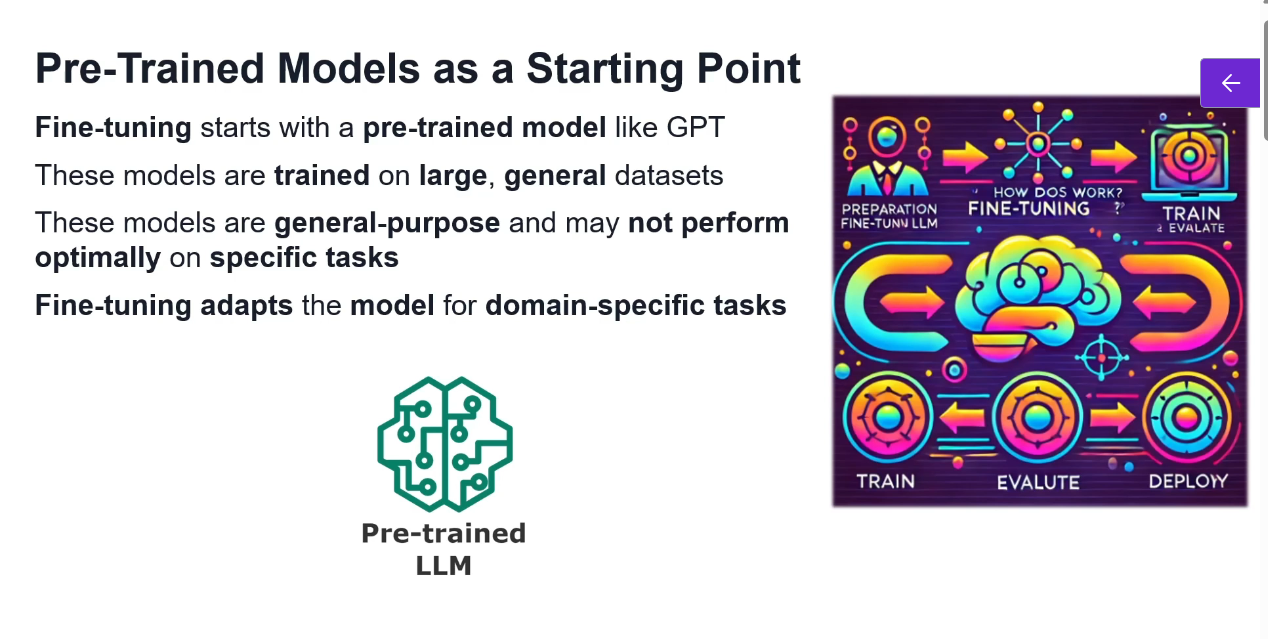 Pre-Trained Models as a Starting Point
Fine-tuning starts with a pre-trained model like GPT
These models are trained on large, general datasets
These models are general-purpose and may not perform
optimally on specific tasks
Fine-tuning adapts the model for domain-specific tasks
Pre-trained
LLM
PREPARATION
FINE-TUNN LLM
HOW DOS WORK?
FINE-TUNING ??
TRAIN
& EVALATE
TRAIN
EVALUTE
DEPLOYY